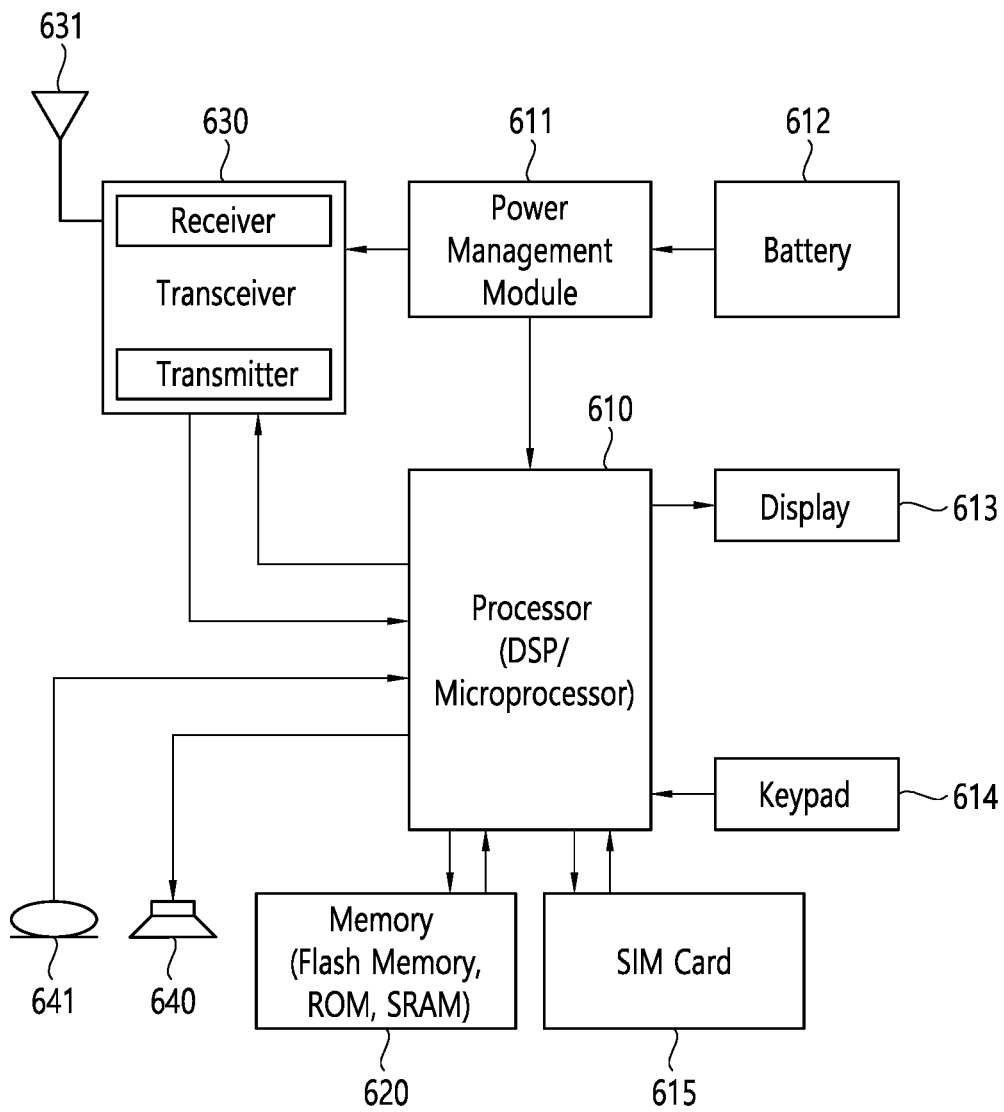 631
630
611
612
Receiver
Transceiver
Transmitter
Power
Management
Module
Battery
610
Display
613
Processor
(DSP/
Microprocessor)
Keypad
614
Memory
(Flash Memory,
ROM, SRAM)
SIM Card
641
640
620
615